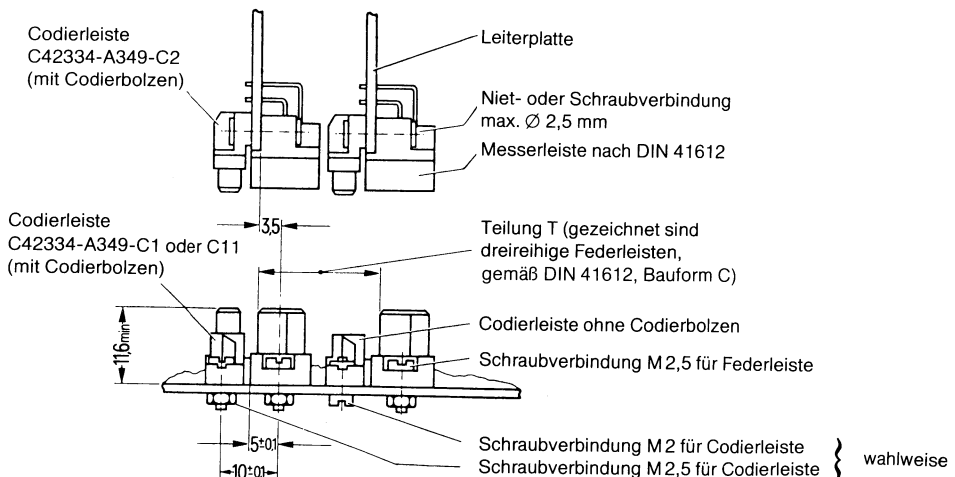 Codierleiste
C42334-A349-C2
(mit Codierbolzen)
Leiterplatte
Niet- oder Schraubverbindung
max. Ø 2,5 mm
Messerleiste nach DIN 41612
Codierleiste
C42334-A349-C1 oder C11
(mit Codierbolzen)
3,5
Teilung T (gezeichnet sind
dreireihige Federleisten,
gemäß DIN 41612, Bauform C)
11,6min
Codierleiste ohne Codierbolzen
Schraubverbindung M 2,5 für Federleiste
5±0,1
10±0,1
Schraubverbindung M 2 für Codierleiste
Schraubverbindung M 2,5 für Codierleiste
wahlweise